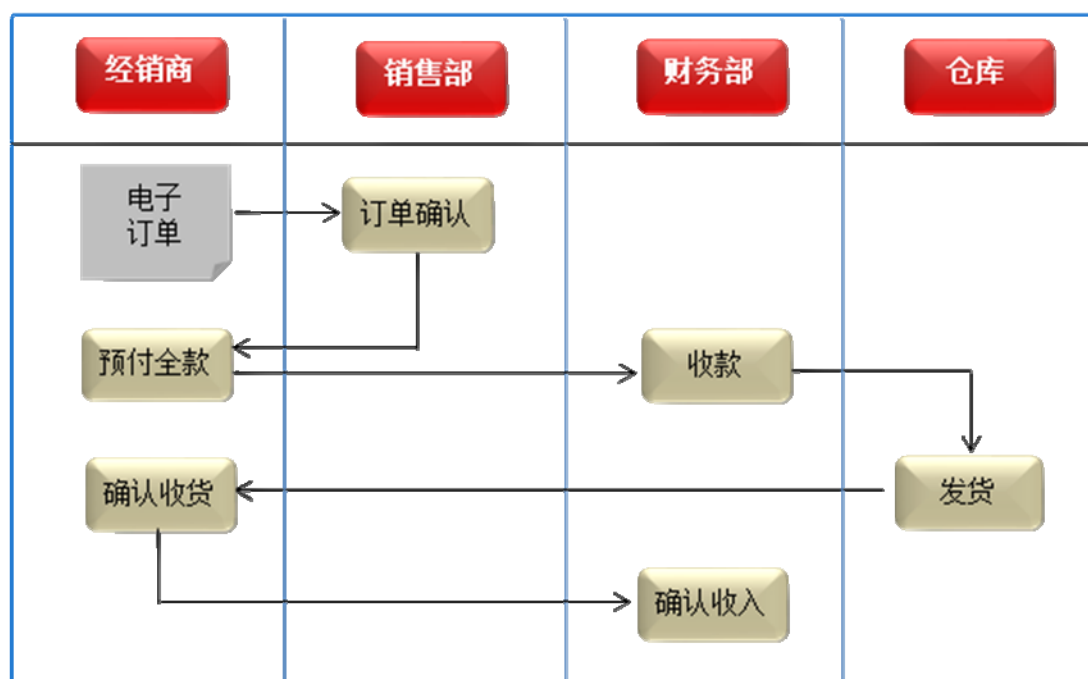 经销商
销售部
财务部
仓库
电子
订单
订单确认
预付全款
收款
确认收货
发货
确认收入